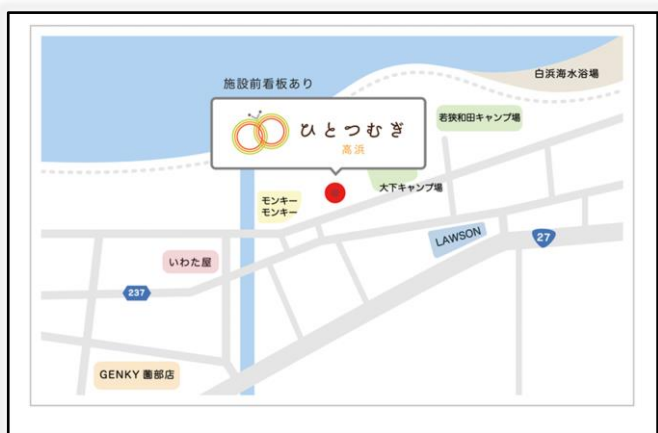 白浜海水浴場
施設前看板あり
若狭和田キャンプ場
ひとつむぎ
高浜
大下キャンプ場
モンキー
モンキー
LAWSON
27
いわた屋
237
GENKY 薗部店